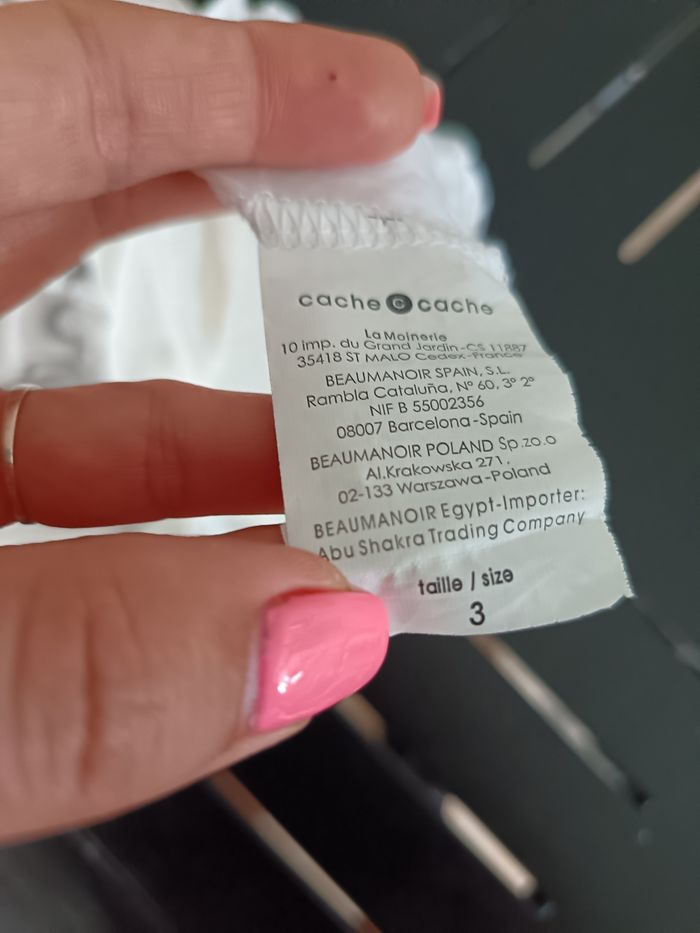 cache c cache
La Moinerie
10 imp. du Grand Jardin-CS 11887
35418 ST MALO Cedex-France
BEAUMANOIR SPAIN, S.L.
Rambla Cataluña, Nº 60, 3º 2º
NIF B 55002356
08007 Barcelona-Spain
BEAUMANOIR POLAND Sp.zo.o
Al.Krakowska 271,
02-133 Warszawa-Poland
BEAUMANOIR Egypt-Importer:
Abu Shakra Trading Company
taille / size
3